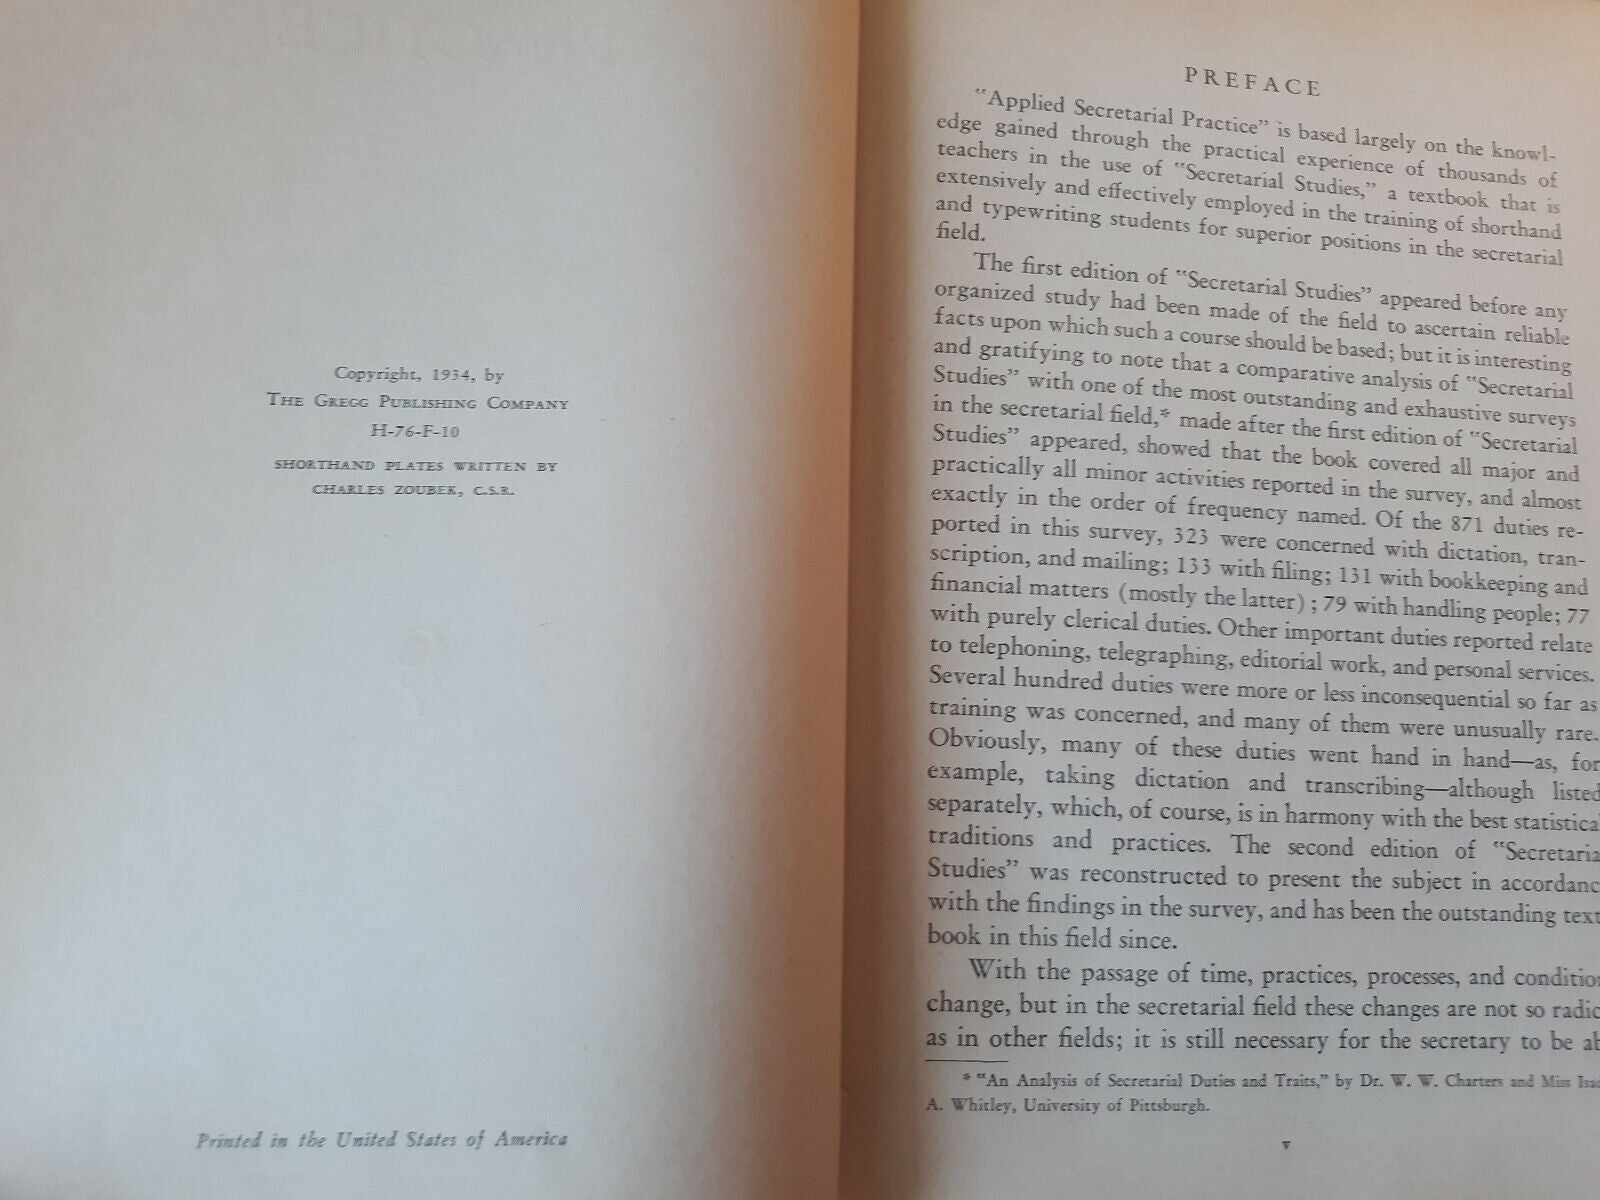 Copyright, 1934, by
THE GREGG PUBLISHING COMPANY
H-76-F-10
SHORTHAND PLATES WRITTEN BY
CHARLES ZOUBEK, C.S.R.
Printed in the United States of America
PREFACE
"Applied Secretarial Practice" is based largely on the knowl-
edge gained through the practical experience of thousands of
teachers in the use of "Secretarial Studies," a textbook that is
extensively and effectively employed in the training of shorthand
and typewriting students for superior positions in the secretarial
field.
The first edition of "Secretarial Studies" appeared before any
organized study had been made of the field to ascertain reliable
facts upon which such a course should be based; but it is interesting
and gratifying to note that a comparative analysis of "Secretarial
Studies" with one of the most outstanding and exhaustive surveys
in the secretarial field,* made after the first edition of "Secretarial
Studies" appeared, showed that the book covered all major and
practically all minor activities reported in the survey, and almost
exactly in the order of frequency named. Of the 871 duties re-
ported in this survey, 323 were concerned with dictation, tran-
scription, and mailing; 133 with filing; 131 with bookkeeping and
financial matters (mostly the latter); 79 with handling people; 77
with purely clerical duties. Other important duties reported relate
to telephoning, telegraphing, editorial work, and personal services.
Several hundred duties were more or less inconsequential so far as
training was concerned, and many of them were unusually rare.
Obviously, many of these duties went hand in hand—as, for
example, taking dictation and transcribing—although listed
separately, which, of course, is in harmony with the best statistica
traditions and practices. The second edition of "Secretaria
Studies" was reconstructed to present the subject in accordanc
with the findings in the survey, and has been the outstanding text
book in this field since.
With the passage of time, practices, processes, and condition
change, but in the secretarial field these changes are not so radic
as in other fields; it is still necessary for the secretary to be ab
* "An Analysis of Secretarial Duties and Traits," by Dr. W. W. Charters and Miss Isa
A. Whitley, University of Pittsburgh.
v